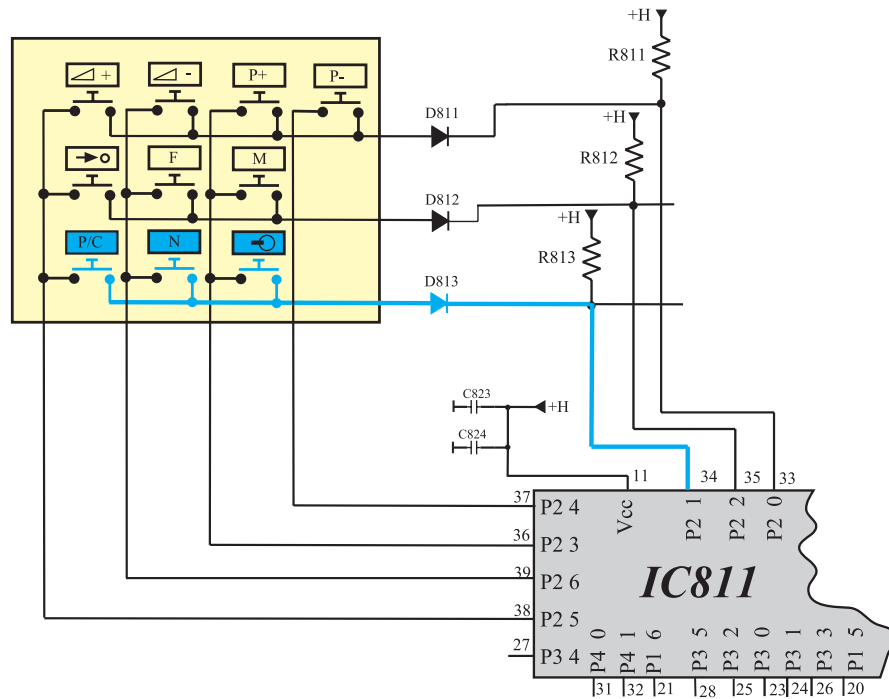 +H
R811
+ - P+ P-
D811
+H
R812
F M
D812
+H
P/C N
R813
D813
C823
+H
C824
11 34 35 33
37 P2 4 Vcc P2 1 P2 2 P2 0
36 P2 3
39 P2 6 IC811
38 P2 5
27 P3 4 P4 0 P4 1 P1 6 P3 5 P3 2 P3 0 P3 1 P3 3 P1 5
31 32 21 28 25 23 24 26 20